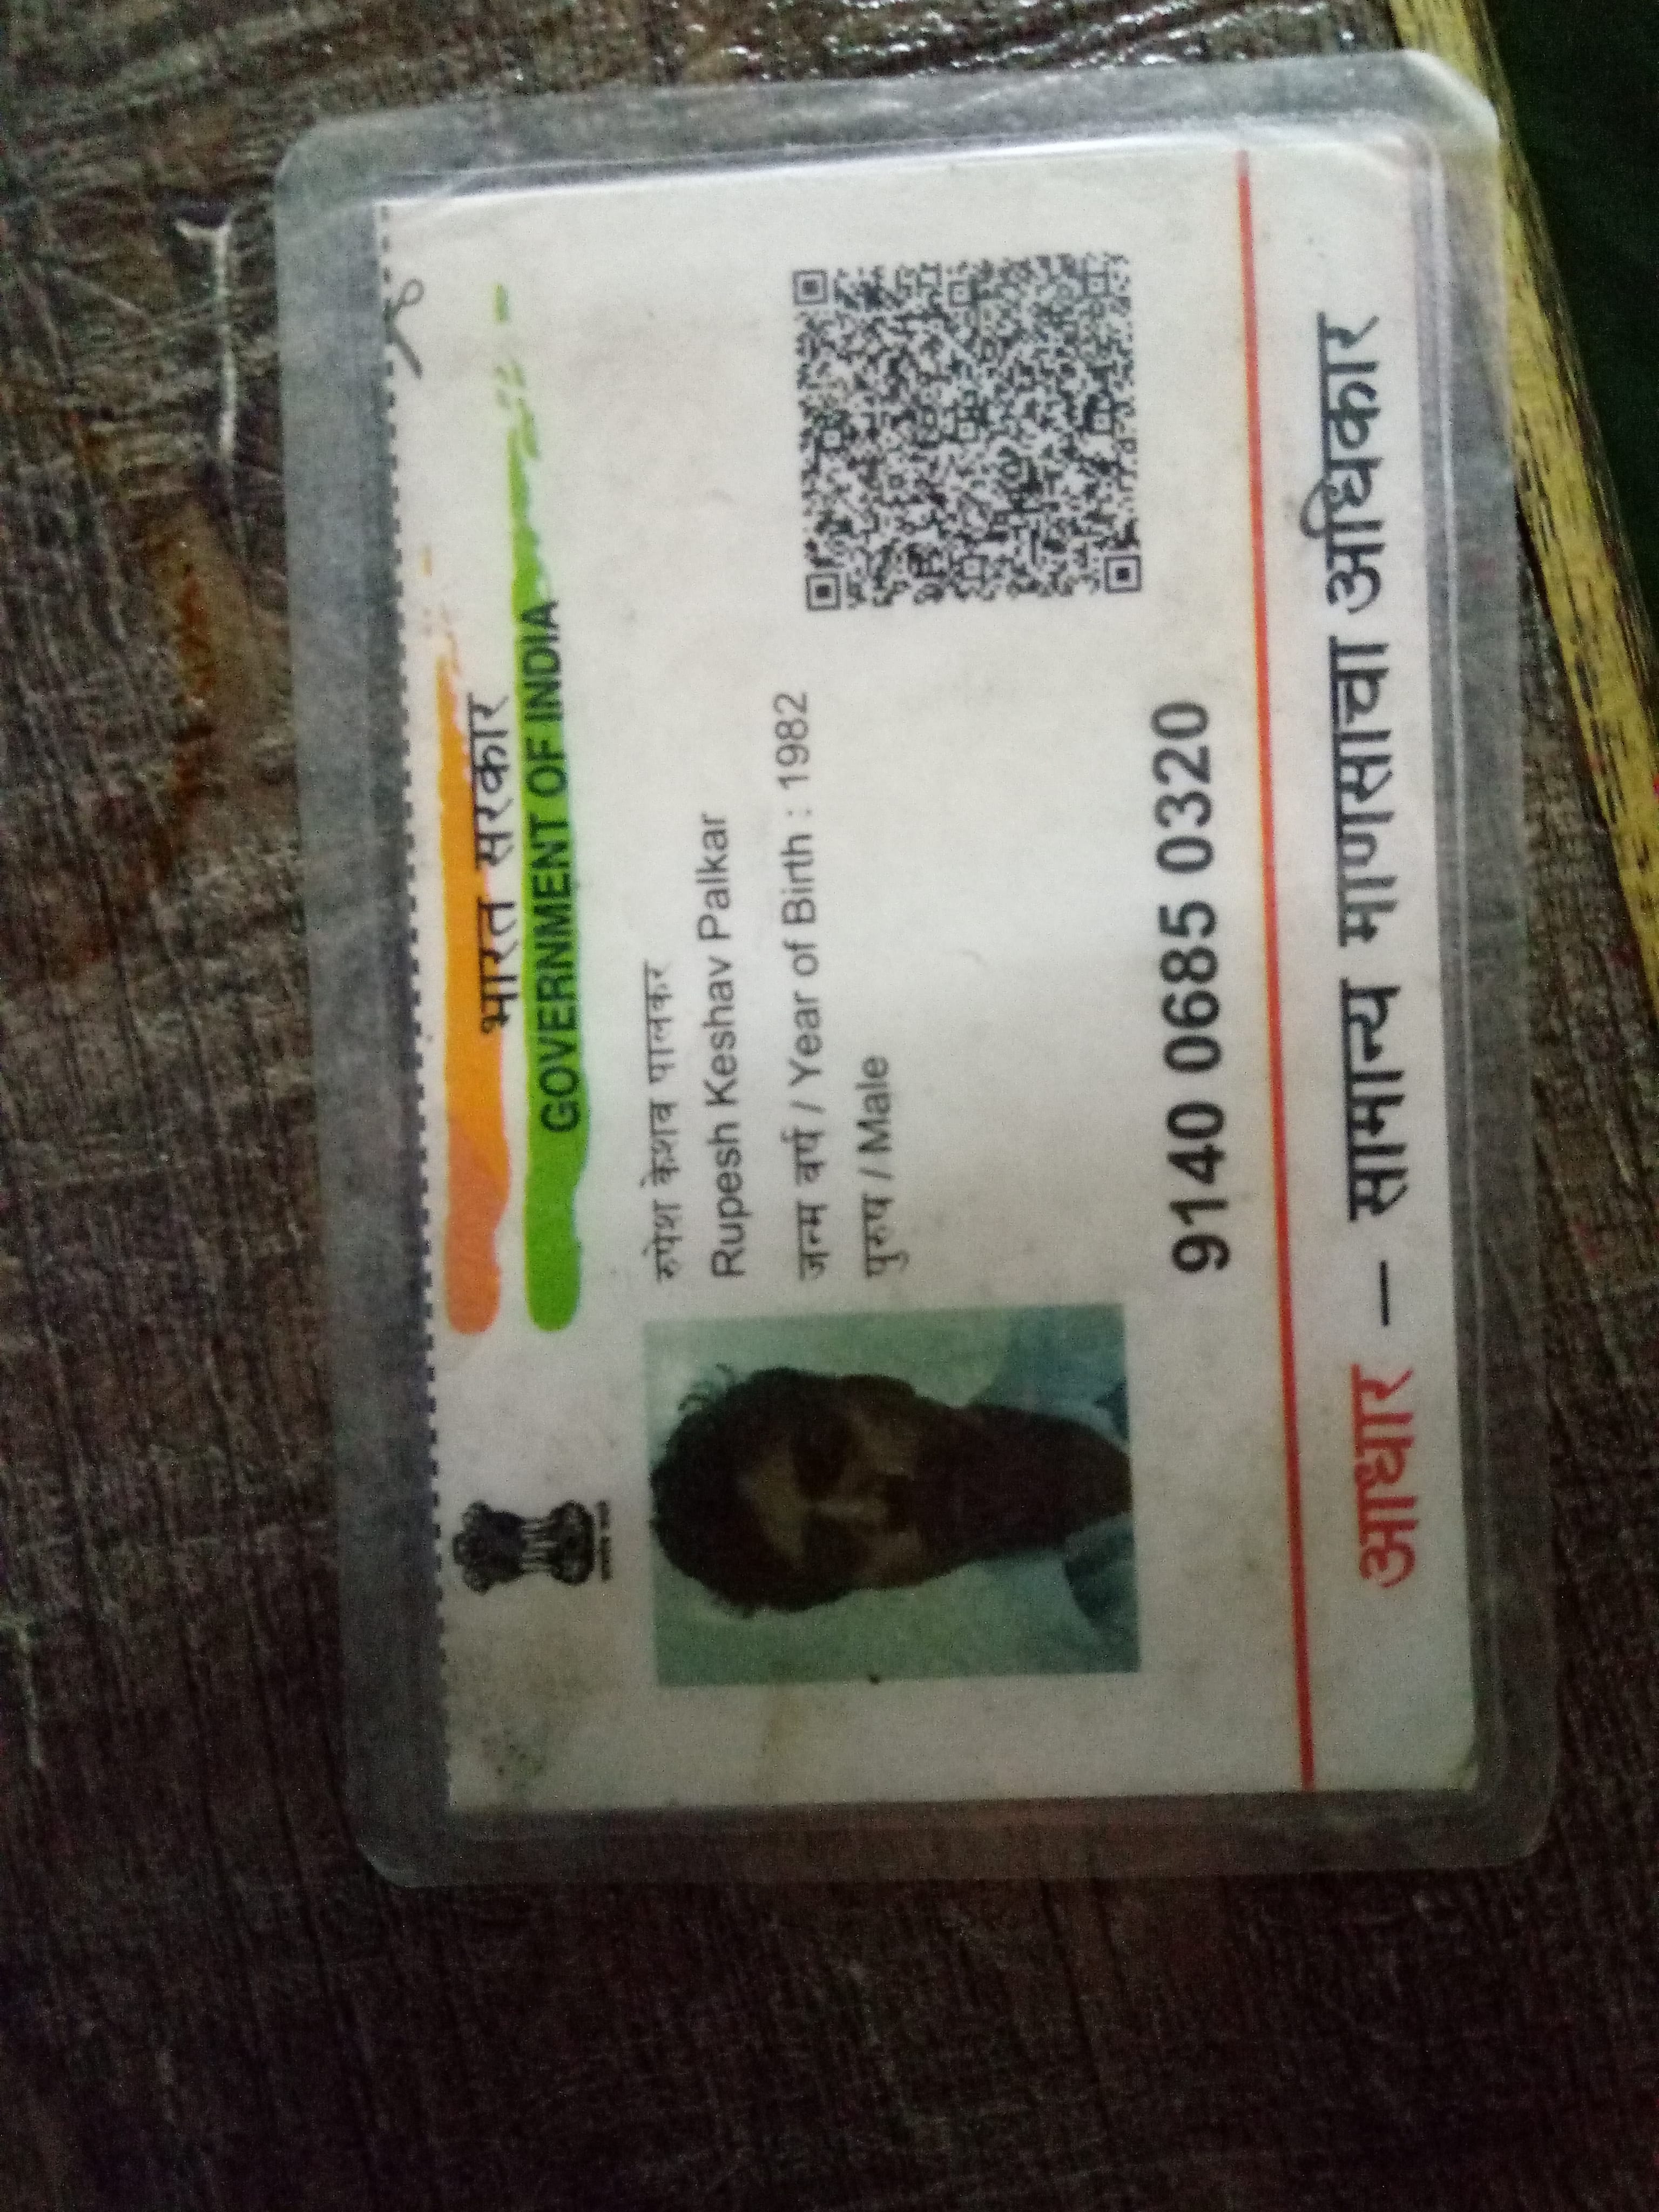 भारत सरकार
GOVERNMENT OF INDIA
रुपेश केशव पालकर
Rupesh Keshav Palkar
जन्म वर्ष / Year of Birth : 1982
पुरुष / Male
9140 0685 0320
आधार – सामान्य माणसाचा अधिकार